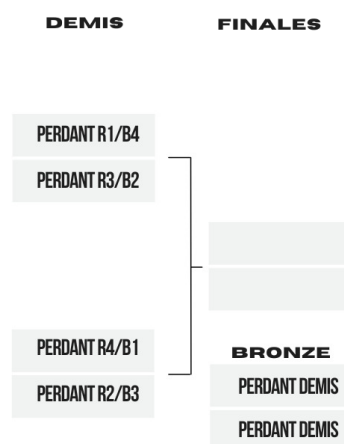 DEMIS
FINALES
PERDANT R1/B4
PERDANT R3/B2
PERDANT R4/B1
PERDANT R2/B3
BRONZE
PERDANT DEMIS
PERDANT DEMIS